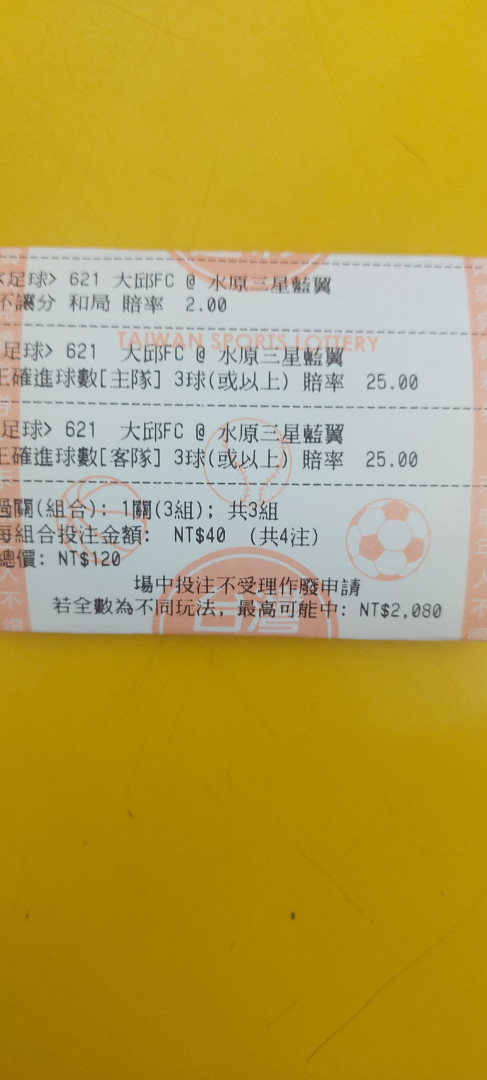 足球> 621 大邱FC @ 水原三星藍翼
不讓分 和局 賠率 2.00
TAIWAN SPORTS LOTTERY
足球> 621 大邱FC @ 水原三星藍翼
正確進球數[主隊] 3球(或以上) 賠率 25.00
足球> 621 大邱FC @ 水原三星藍翼
正確進球數[客隊] 3球(或以上) 賠率 25.00
過關(組合): 1關(3組); 共3組
每組合投注金額: NT$40 (共4注)
總價: NT$120
場中投注不受理作廢申請
若全數為不同玩法, 最高可能中: NT$2,080
台灣